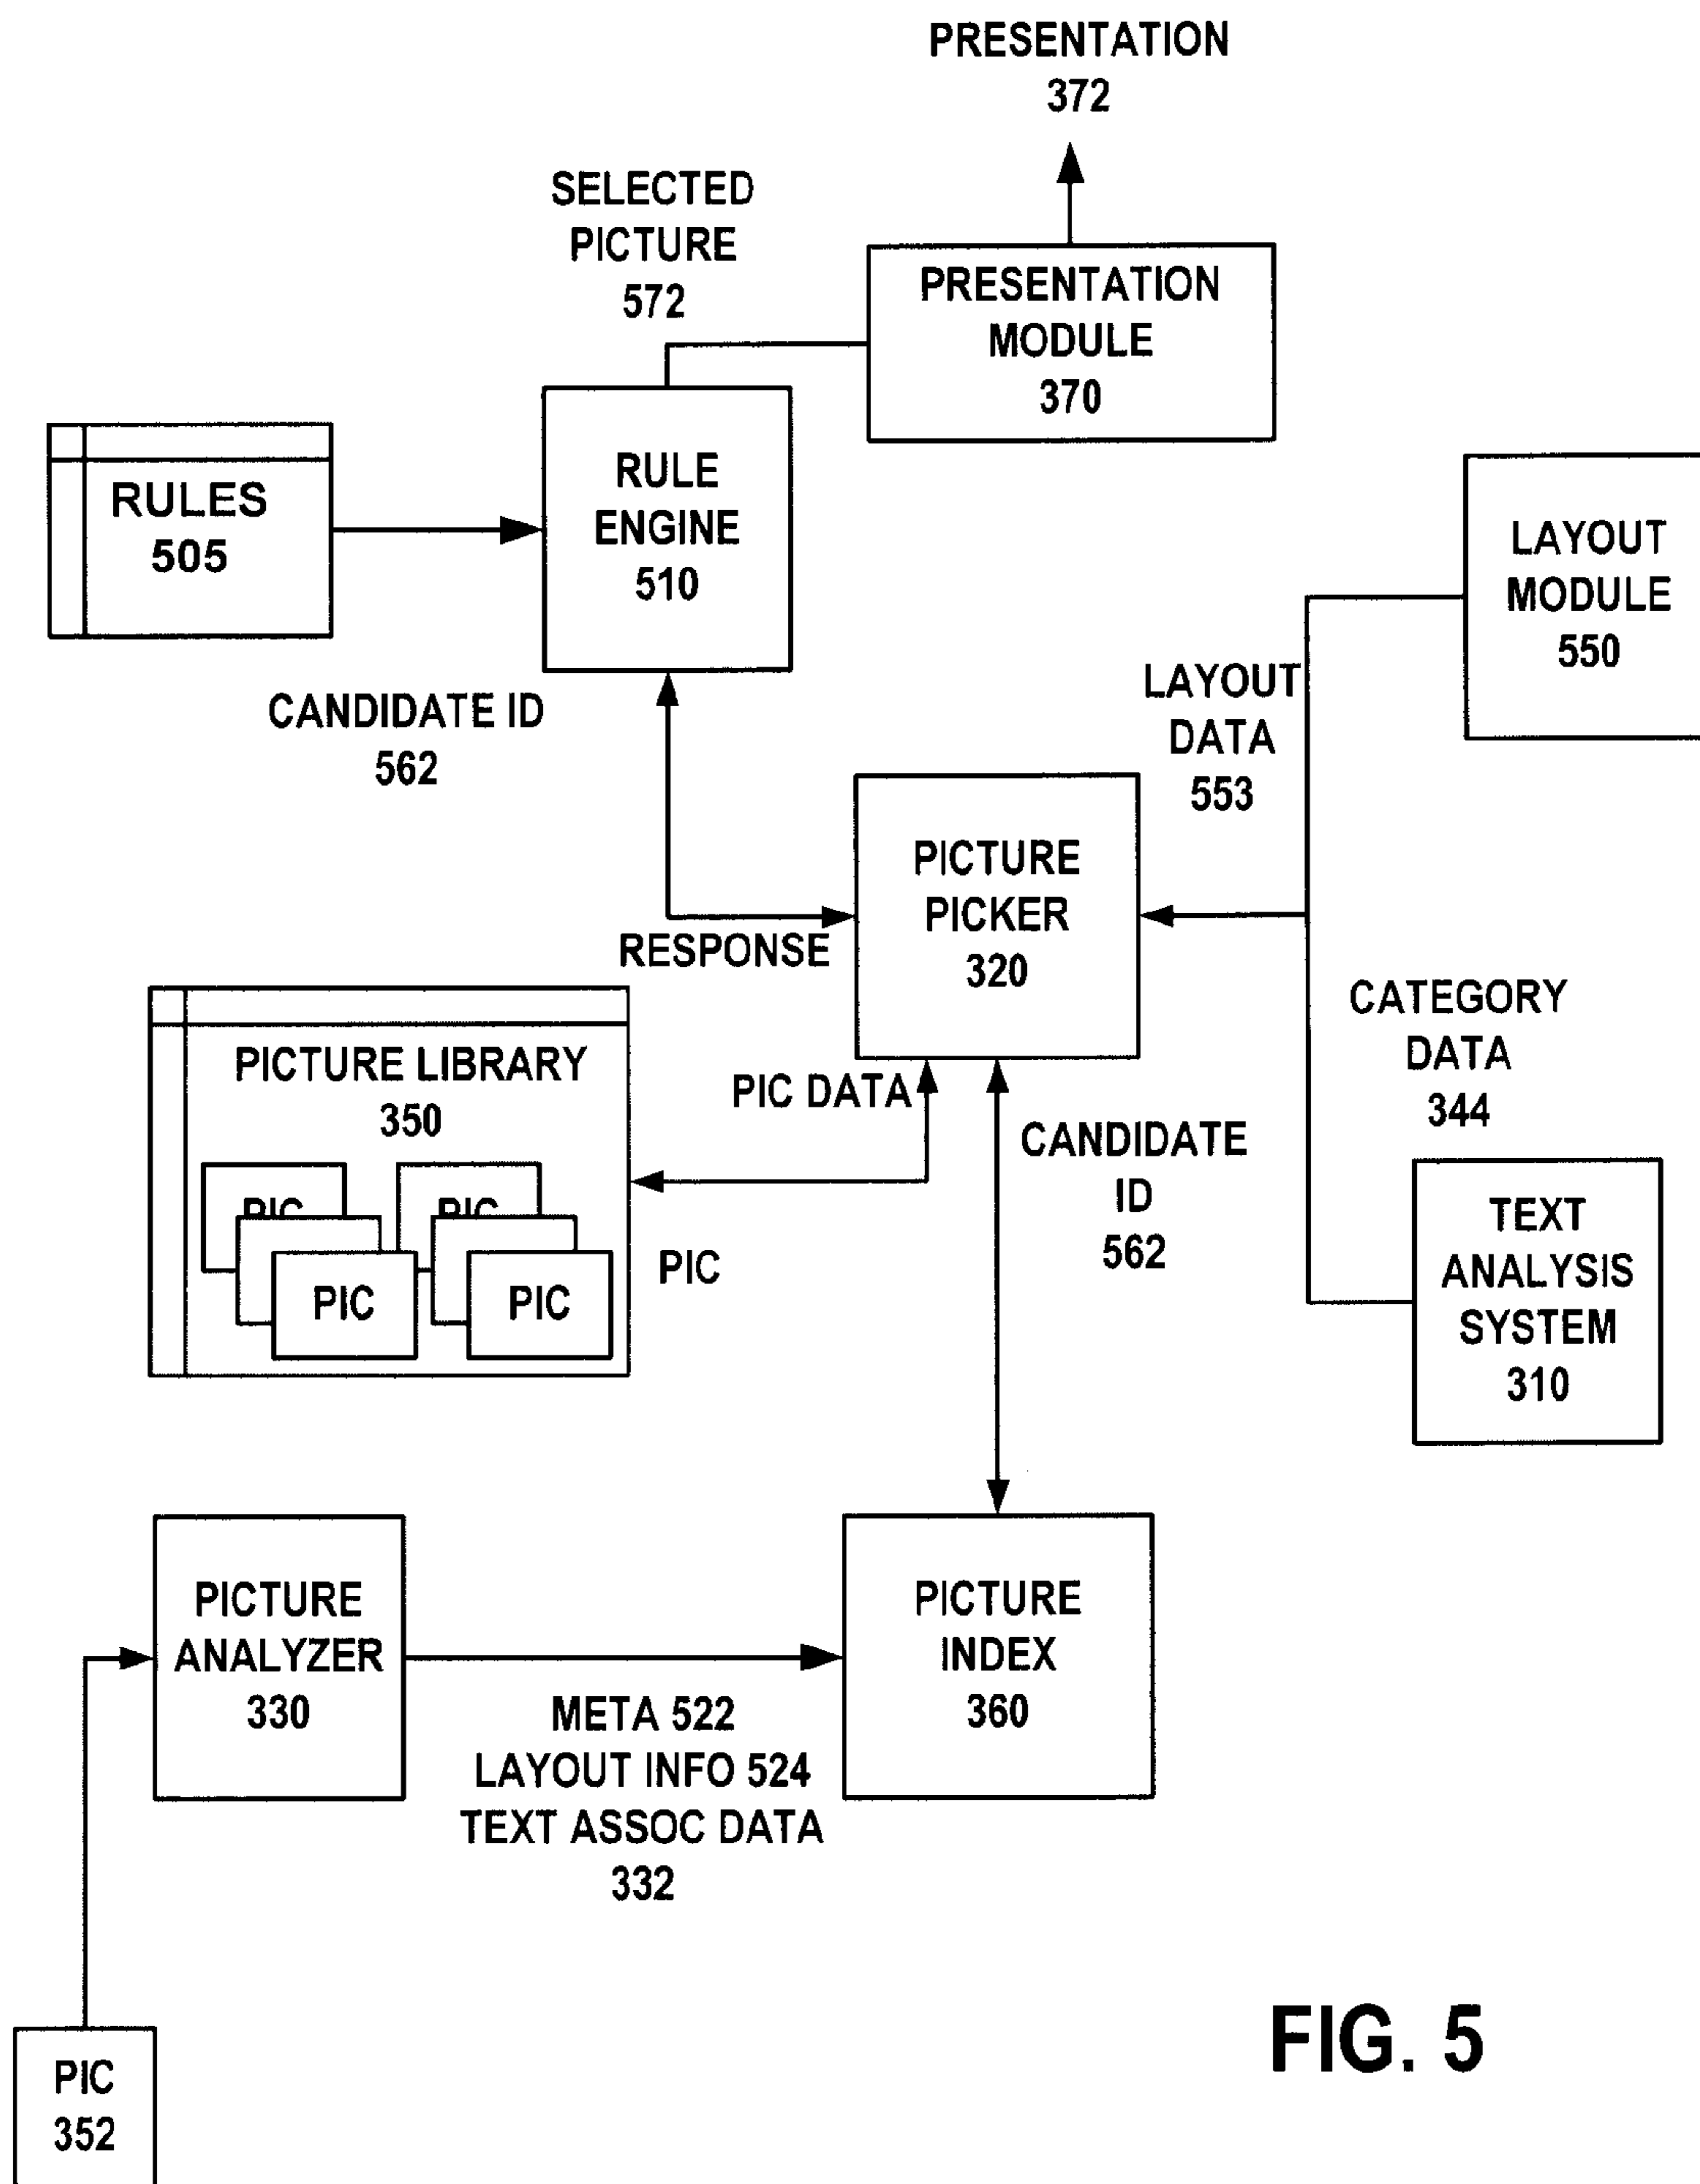 PRESENTATION
372
SELECTED
PICTURE
572
PRESENTATION
MODULE
370
RULES
505
RULE
ENGINE
510
LAYOUT
MODULE
550
CANDIDATE ID
562
LAYOUT
DATA
553
PICTURE
PICKER
320
RESPONSE
CATEGORY
DATA
344
PICTURE LIBRARY
350
PIC DATA
CANDIDATE
ID
562
PIC
PIC
PIC
PIC
PIC
TEXT
ANALYSIS
SYSTEM
310
PICTURE
ANALYZER
330
META 522
LAYOUT INFO 524
TEXT ASSOC DATA
332
PICTURE
INDEX
360
PIC
352
FIG. 5